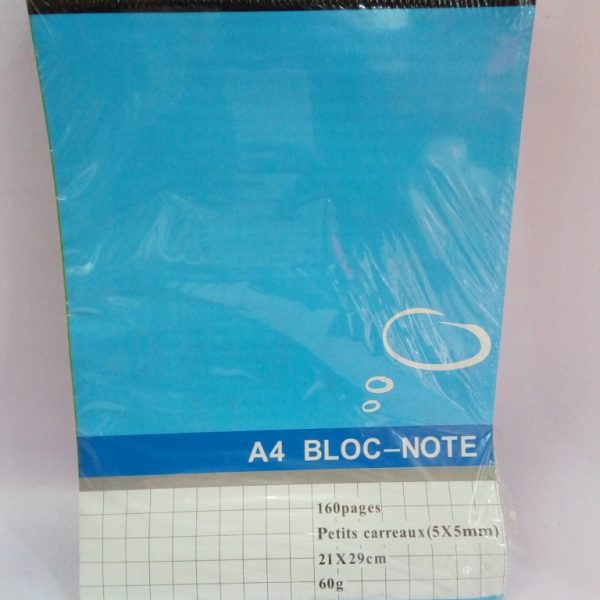 A4 BLOC-NOTE
160pages
Petits carreaux(5X5mm)
21X29cm
60g